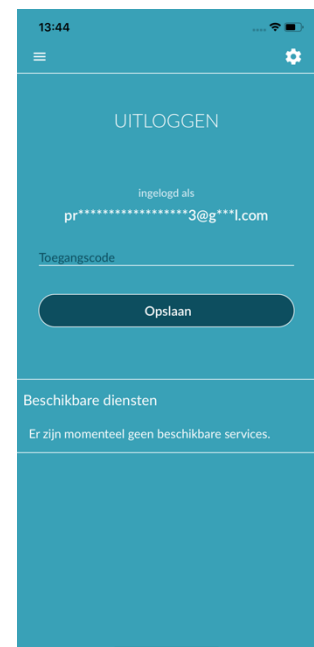 13:44
UITLOGGEN
ingelogd als
pr******************3@g***l.com
Toegangscode
Opslaan
Beschikbare diensten
Er zijn momenteel geen beschikbare services.